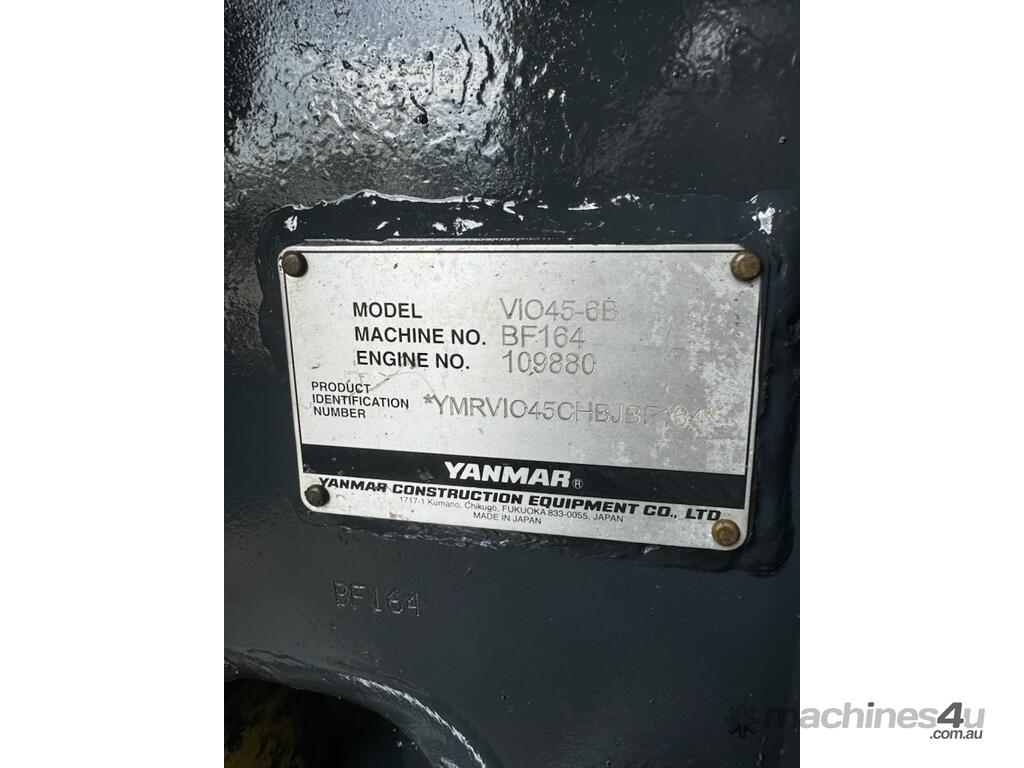 MODEL VIO45-6B
MACHINE NO. BF164
ENGINE NO. 109880
PRODUCT
IDENTIFICATION
NUMBER
*YMRVIO45CHBJBF164*
YANMAR®
YANMAR CONSTRUCTION EQUIPMENT CO., LTD
1717-1 Kumano, Chikugo, FUKUOKA 833-0055, JAPAN
MADE IN JAPAN
BF164
machines4u
.com.au